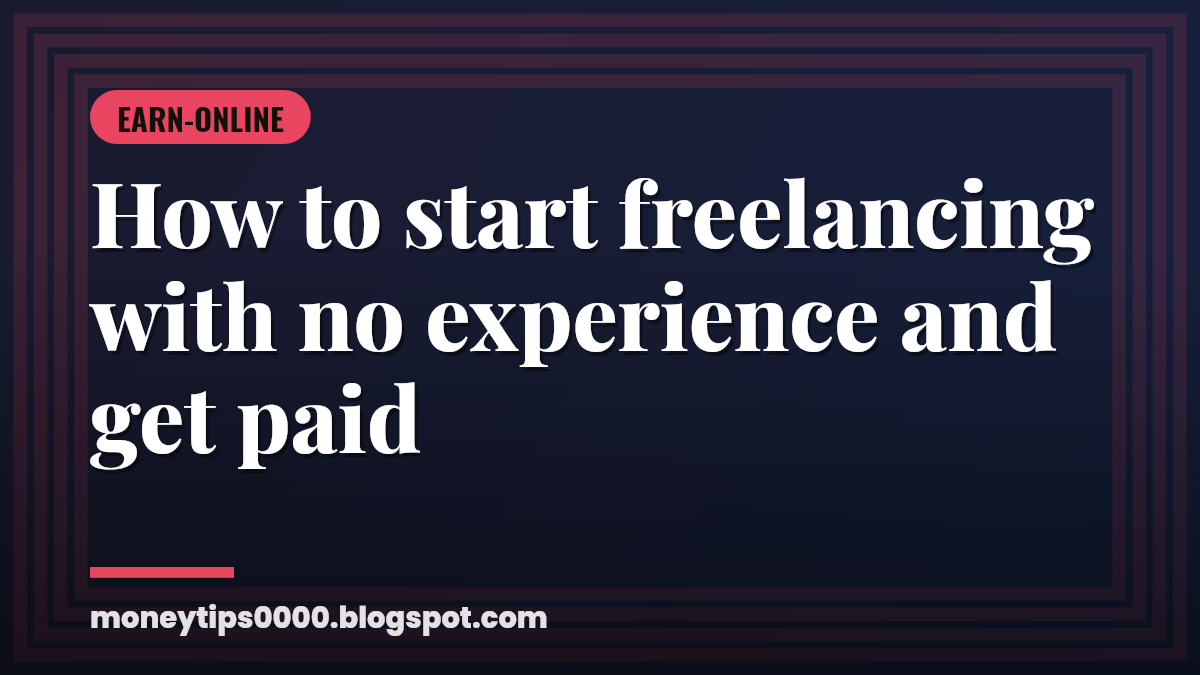 EARN-ONLINE
How to start freelancing
with no experience and
get paid
moneytips0000.blogspot.com